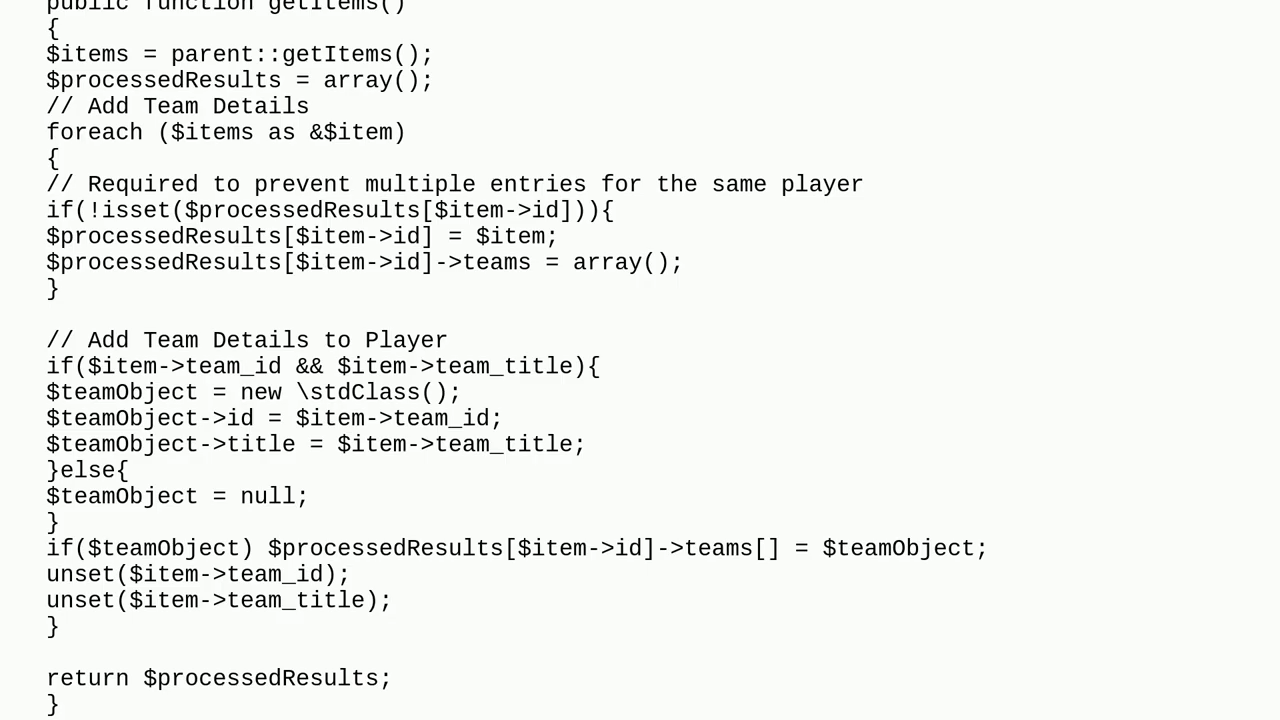 public function getItems()
{
$items = parent::getItems();
$processedResults = array();
// Add Team Details
foreach ($items as &$item)
{
// Required to prevent multiple entries for the same player
if(!isset($processedResults[$item->id])){
$processedResults[$item->id] = $item;
$processedResults[$item->id]->teams = array();
}
// Add Team Details to Player
if($item->team_id && $item->team_title){
$teamObject = new \stdClass();
$teamObject->id = $item->team_id;
$teamObject->title = $item->team_title;
}else{
$teamObject = null;
}
if($teamObject) $processedResults[$item->id]->teams[] = $teamObject;
unset($item->team_id);
unset($item->team_title);
}
return $processedResults;
}